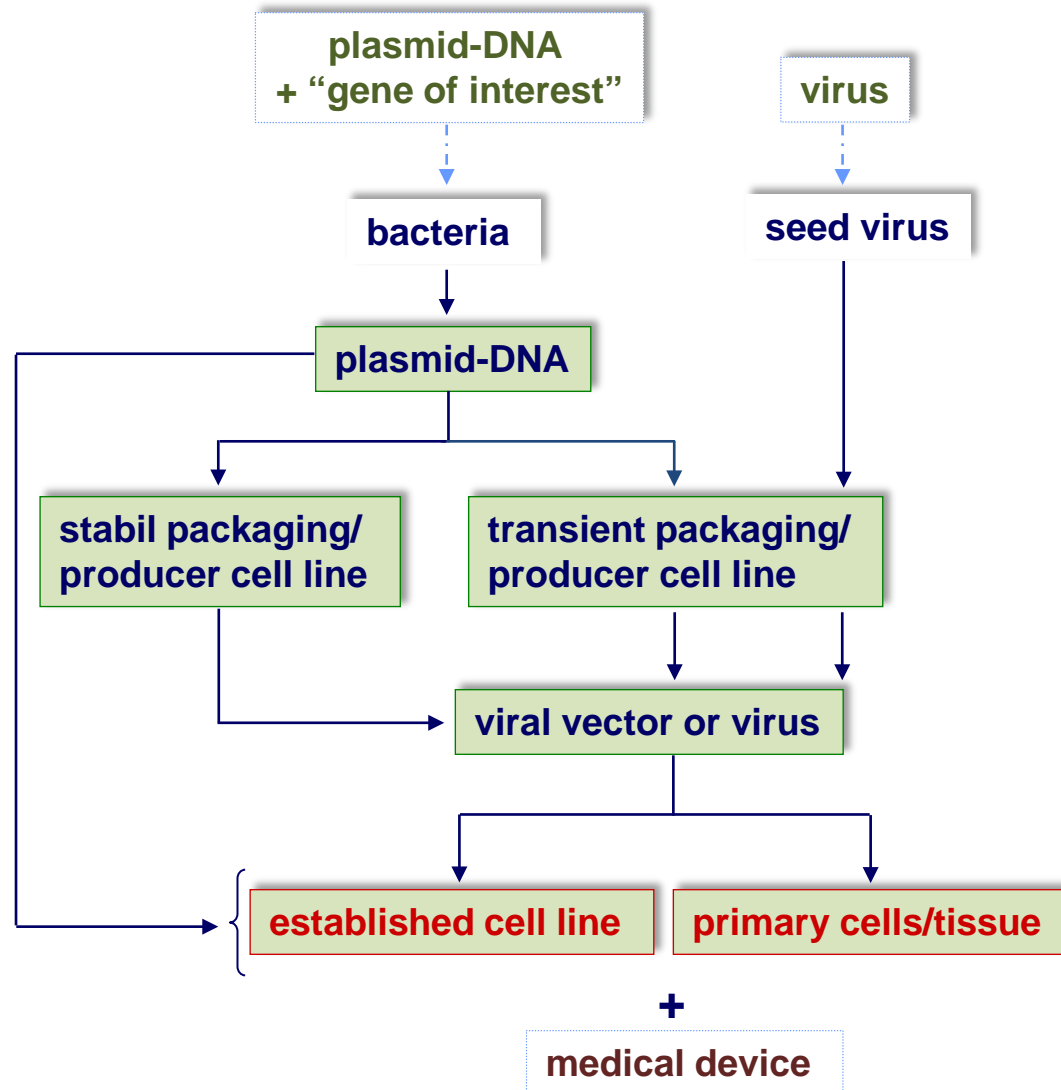 plasmid-DNA
+ “gene of interest”
virus
bacteria
seed virus
plasmid-DNA
stabil packaging/
producer cell line
transient packaging/
producer cell line
viral vector or virus
established cell line
primary cells/tissue
+
medical device